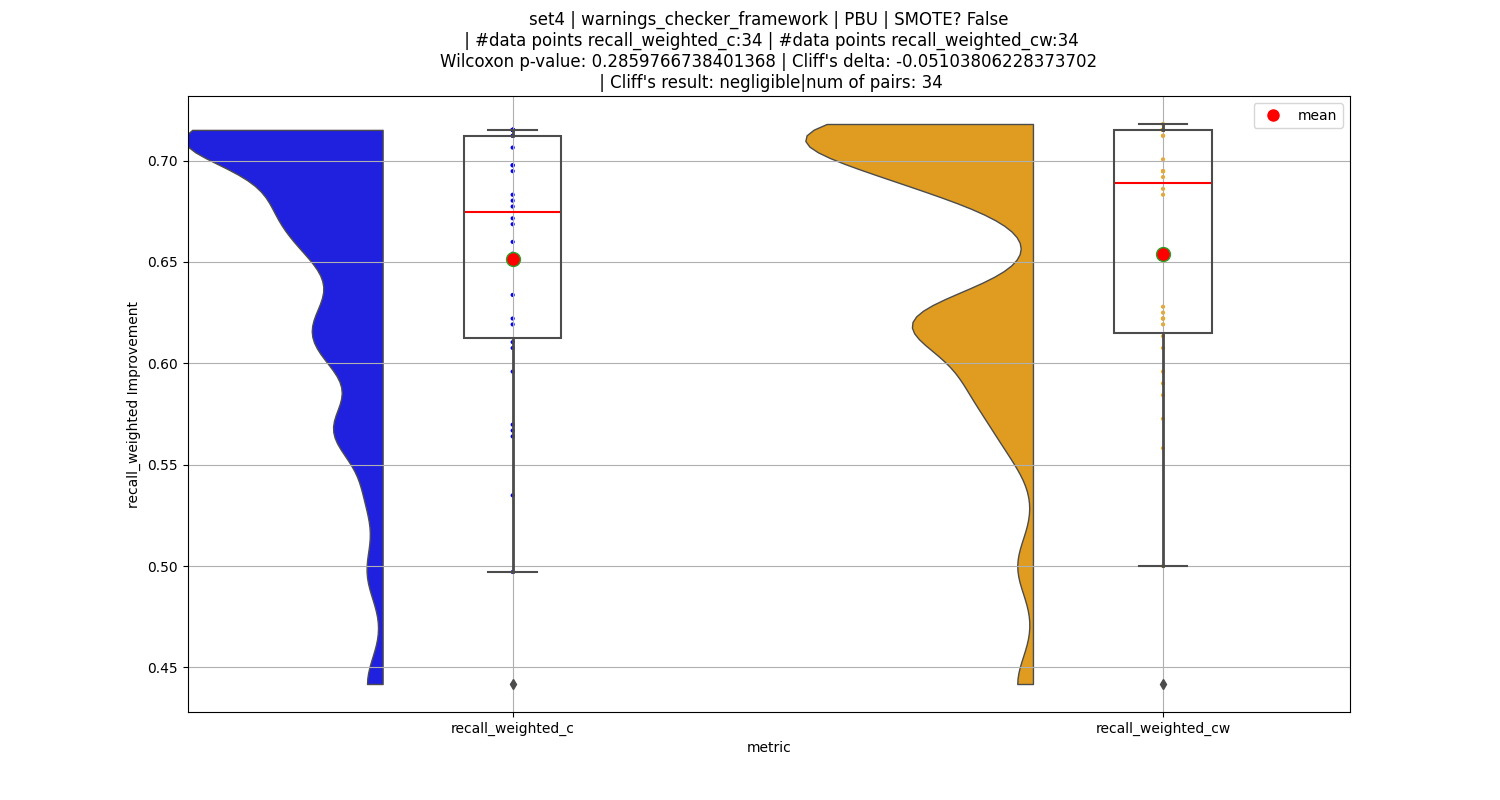 set4 | warnings_checker_framework | PBU | SMOTE? False
| #data points recall_weighted_c:34 | #data points recall_weighted_cw:34
Wilcoxon p-value: 0.2859766738401368 | Cliff's delta: -0.05103806228373702
| Cliff's result: negligible|num of pairs: 34
mean
0.70
0.65
0.60
0.55
0.50
0.45
recall_weighted Improvement
recall_weighted_c
recall_weighted_cw
metric